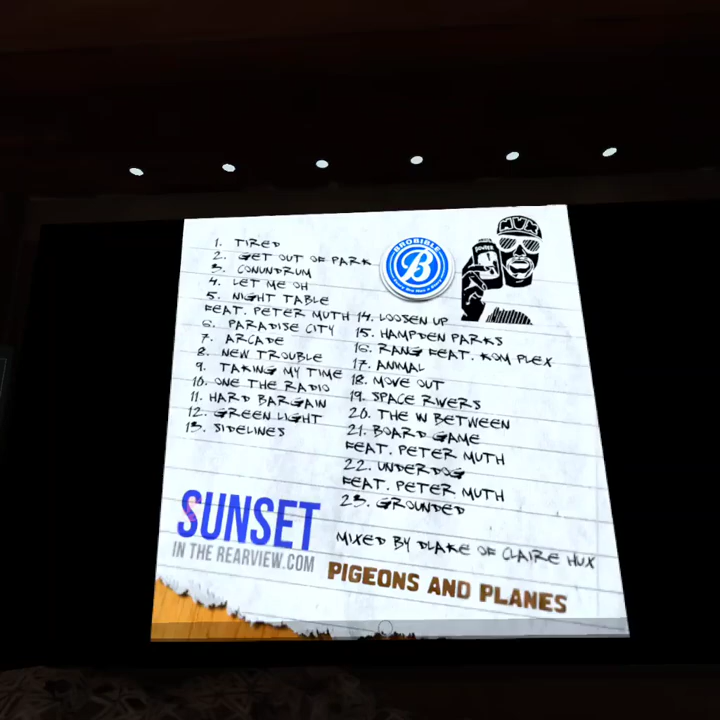 1. TIRED
2. GET OUT OF PARK
3. CONUNDRUM
4. LET ME OH
5. NIGHT TABLE
FEAT. PETER MUTH
6. PARADISE CITY
7. ARCADE
8. NEW TROUBLE
9. TAKING MY TIME
10. ONE THE RADIO
11. HARD BARGAIN
12. GREEN LIGHT
13. SIDELINES
14. LOOSEN UP
15. HAMPDEN PARKS
16. RANG FEAT. KOM PLEX
17. ANIMAL
18. MOVE OUT
19. SPACE RIVERS
20. THE IN BETWEEN
21. BOARD GAME
FEAT. PETER MUTH
22. UNDERDOG
FEAT. PETER MUTH
23. GROUNDED
BROBIBLE
B
SUNSET
IN THE REARVIEW.COM
MIXED BY BLAKE OF CLAIRE HUX
PIGEONS AND PLANES